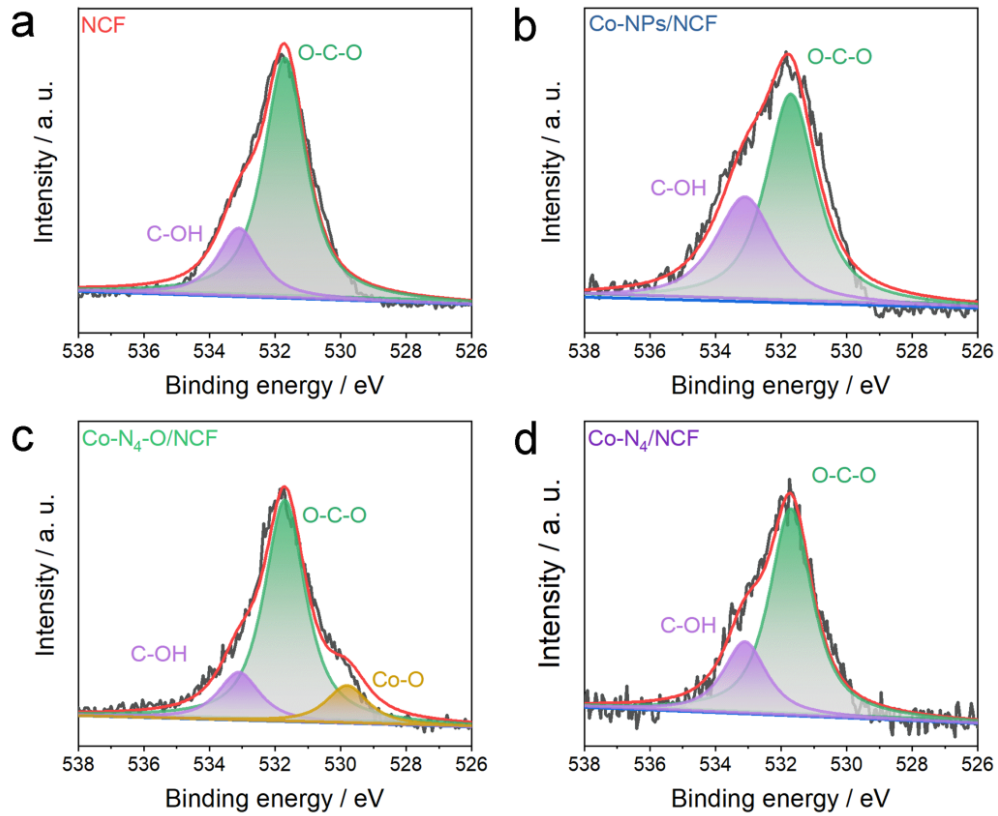 a
NCF
O-C-O
C-OH
Intensity / a. u.
538 536 534 532 530 528 526
Binding energy / eV
b
Co-NPs/NCF
O-C-O
C-OH
Intensity / a. u.
538 536 534 532 530 528 526
Binding energy / eV
c
Co-N₄-O/NCF
O-C-O
C-OH
Co-O
Intensity / a. u.
538 536 534 532 530 528 526
Binding energy / eV
d
Co-N₄/NCF
O-C-O
C-OH
Intensity / a. u.
538 536 534 532 530 528 526
Binding energy / eV